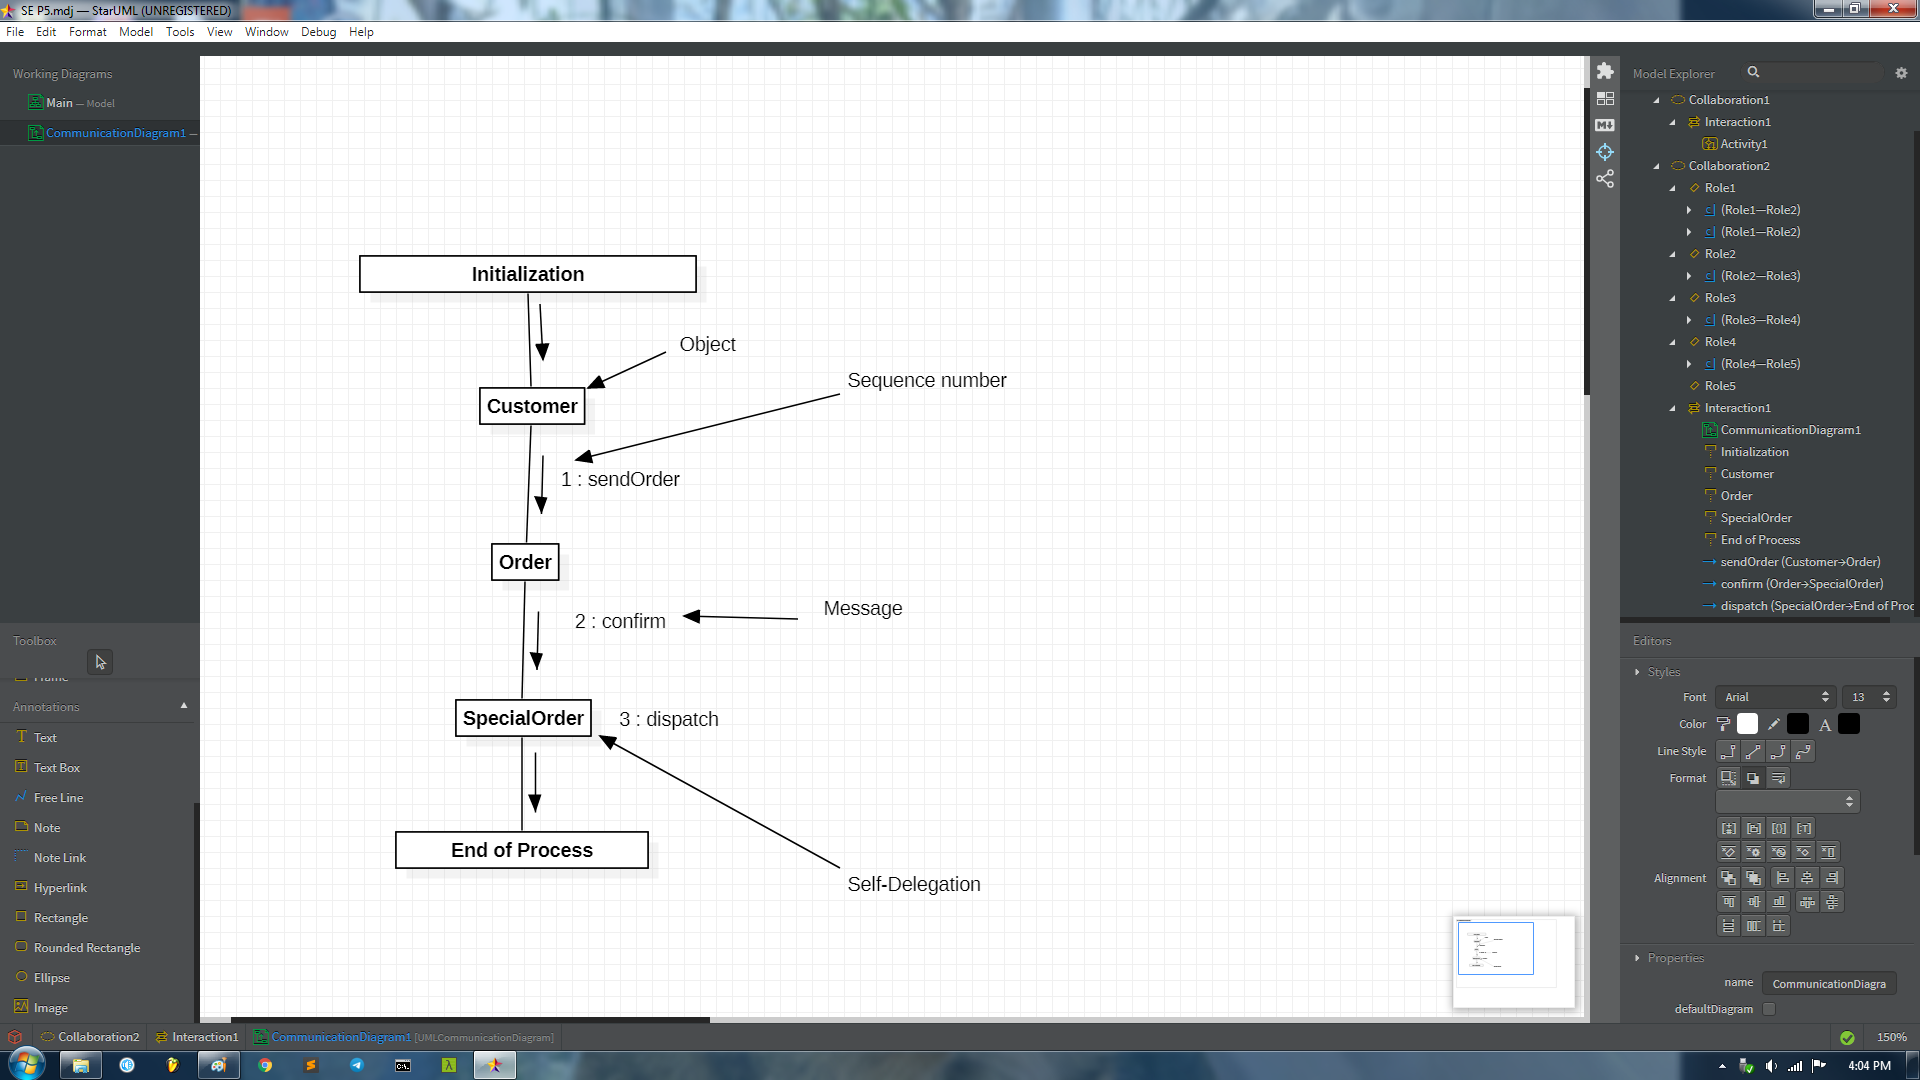 SE P5.mdj — StarUML (UNREGISTERED)
File Edit Format Model Tools View Window Debug Help
Working Diagrams
Main — Model
CommunicationDiagram1 —
Toolbox
Annotations
Text
Text Box
Free Line
Note
Note Link
Hyperlink
Rectangle
Rounded Rectangle
Ellipse
Image
Initialization
Object
Sequence number
Customer
1 : sendOrder
Order
Message
2 : confirm
SpecialOrder
3 : dispatch
End of Process
Self-Delegation
Model Explorer
Collaboration1
Interaction1
Activity1
Collaboration2
Role1
(Role1—Role2)
(Role1—Role2)
Role2
(Role2—Role3)
Role3
(Role3—Role4)
Role4
(Role4—Role5)
Role5
Interaction1
CommunicationDiagram1
Initialization
Customer
Order
SpecialOrder
End of Process
sendOrder (Customer→Order)
confirm (Order→SpecialOrder)
dispatch (SpecialOrder→End of Proc
Editors
Styles
Font Arial 13
Color
Line Style
Format
Alignment
Properties
name CommunicationDiagra
defaultDiagram
Collaboration2 Interaction1 CommunicationDiagram1 [UMLCommunicationDiagram] 150%
4:04 PM